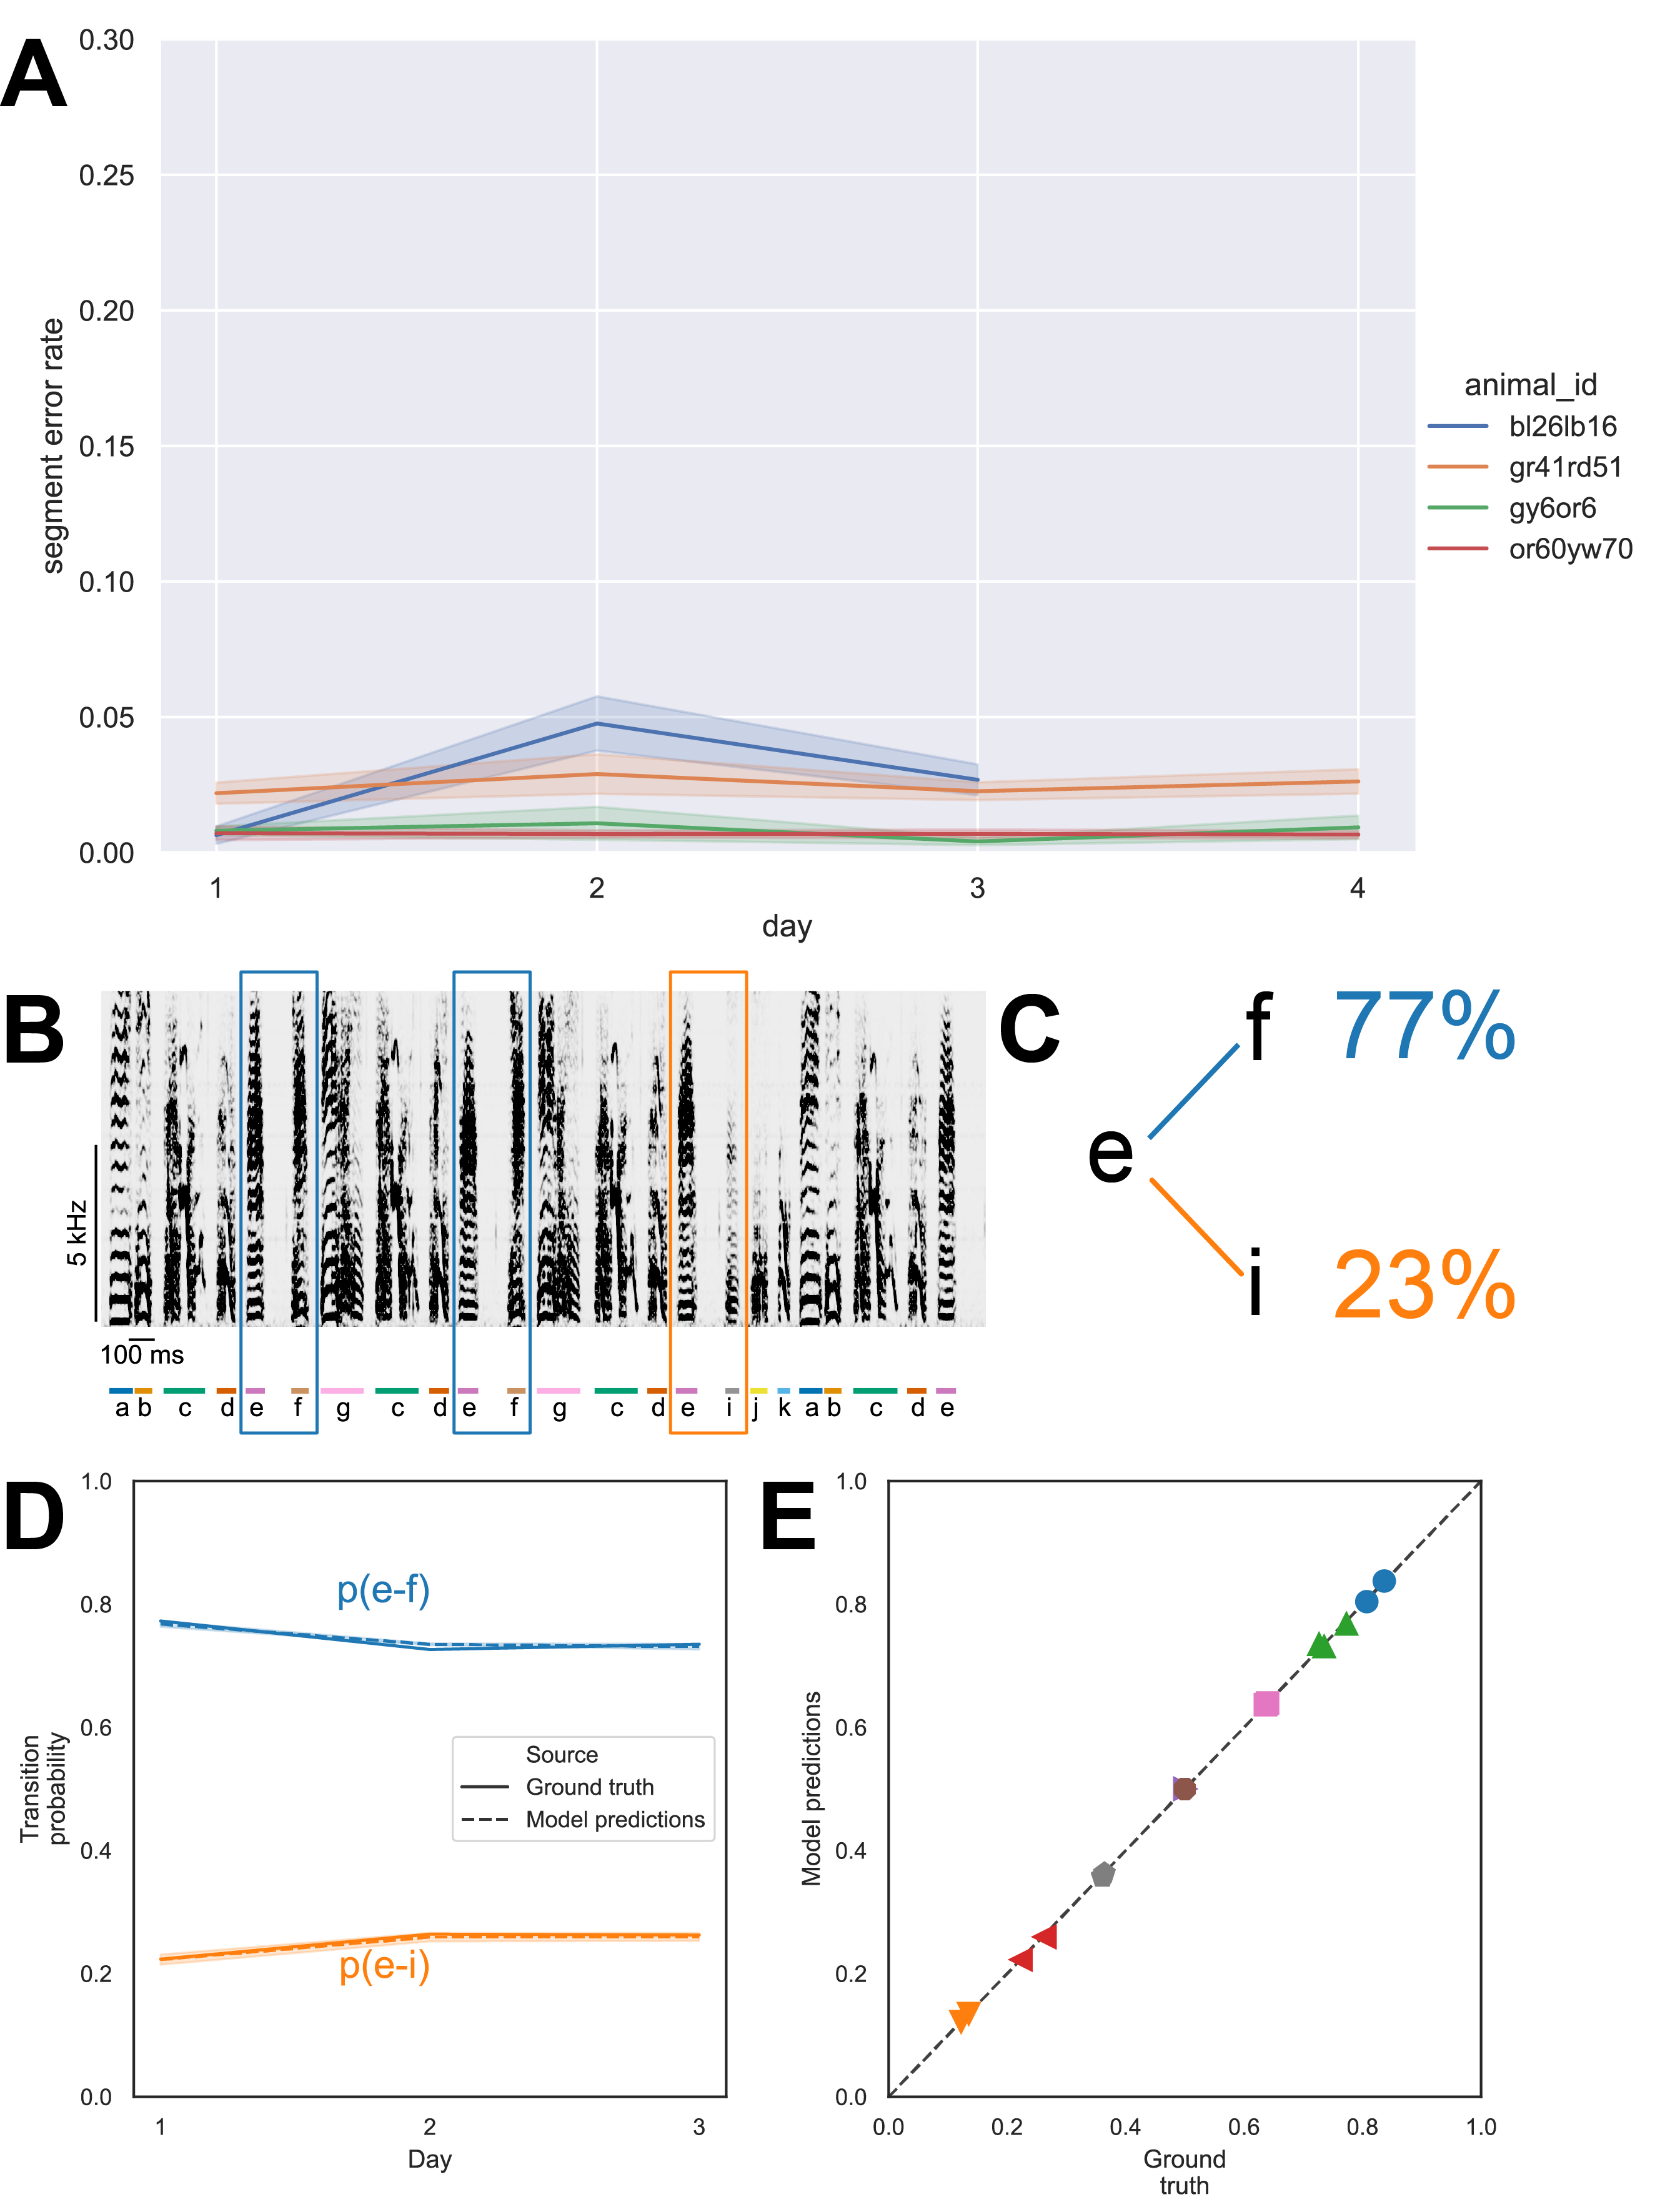 A
0.30
0.25
0.20
0.15
0.10
0.05
0.00
segment error rate
1 2 3 4
day
animal_id
bl26lb16
gr41rd51
gy6or6
or60yw70
B
5 kHz
100 ms
a b c d e f g c d e f g c d e i j k a b c d e
C
f 77%
e
i 23%
D
1.0
0.8
0.6
0.4
0.2
0.0
Transition
probability
p(e-f)
Source
Ground truth
Model predictions
p(e-i)
1 2 3
Day
E
1.0
0.8
0.6
0.4
0.2
0.0
Model predictions
0.0 0.2 0.4 0.6 0.8 1.0
Ground
truth